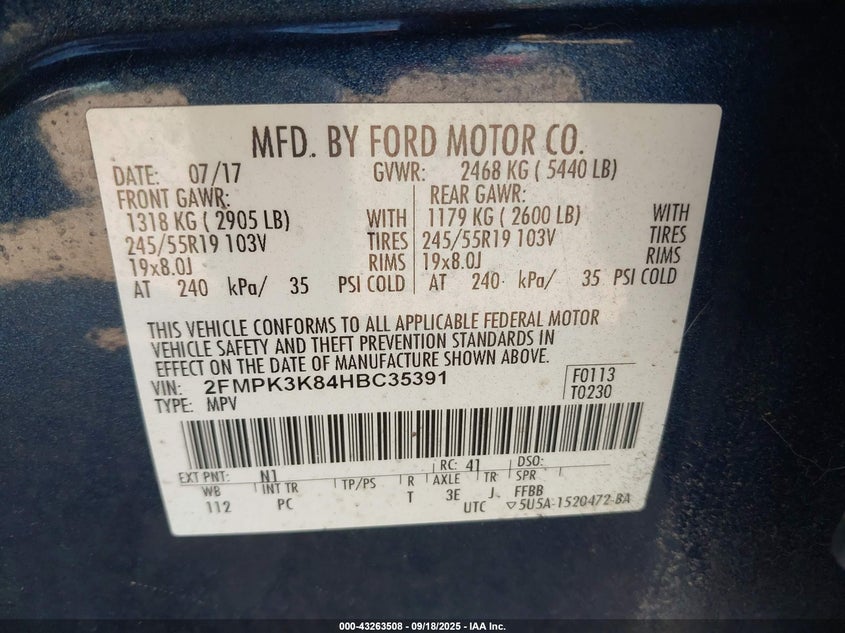 MFD. BY FORD MOTOR CO.
DATE: 07/17 GVWR: 2468 KG ( 5440 LB)
FRONT GAWR: REAR GAWR:
1318 KG ( 2905 LB) WITH 1179 KG ( 2600 LB) WITH
245/55R19 103V TIRES 245/55R19 103V TIRES
19x8.0J RIMS 19x8.0J RIMS
AT 240 kPa/ 35 PSI COLD AT 240 kPa/ 35 PSI COLD
THIS VEHICLE CONFORMS TO ALL APPLICABLE FEDERAL MOTOR
VEHICLE SAFETY AND THEFT PREVENTION STANDARDS IN
EFFECT ON THE DATE OF MANUFACTURE SHOWN ABOVE.
VIN: 2FMPK3K84HBC35391 F0113
TYPE: MPV T0230
EXT PNT: N1 RC: 41 DSO:
WB INT TR TP/PS R AXLE TR SPR
112 PC T 3E J FFBB
UTC ▽5U5A-1520472-BA
000-43263508 - 09/18/2025 - IAA Inc.